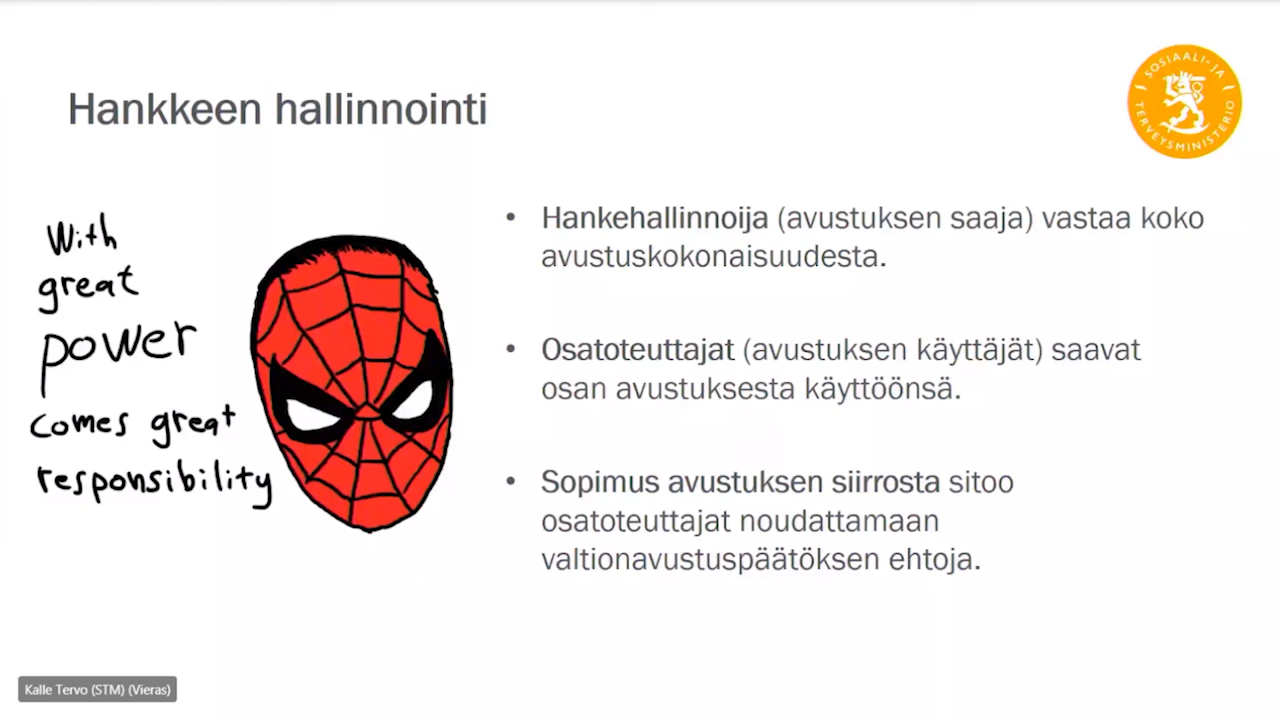 Hankkeen hallinnointi
SOSIAALI- JA
TERVEYSMINISTERIÖ
With
great
power
comes great
responsibility
• Hankehallinnoija (avustuksen saaja) vastaa koko
avustuskokonaisuudesta.
• Osatoteuttajat (avustuksen käyttäjät) saavat
osan avustuksesta käyttöönsä.
• Sopimus avustuksen siirrosta sitoo
osatoteuttajat noudattamaan
valtionavustuspäätöksen ehtoja.
Kalle Tervo (STM) (Vieras)